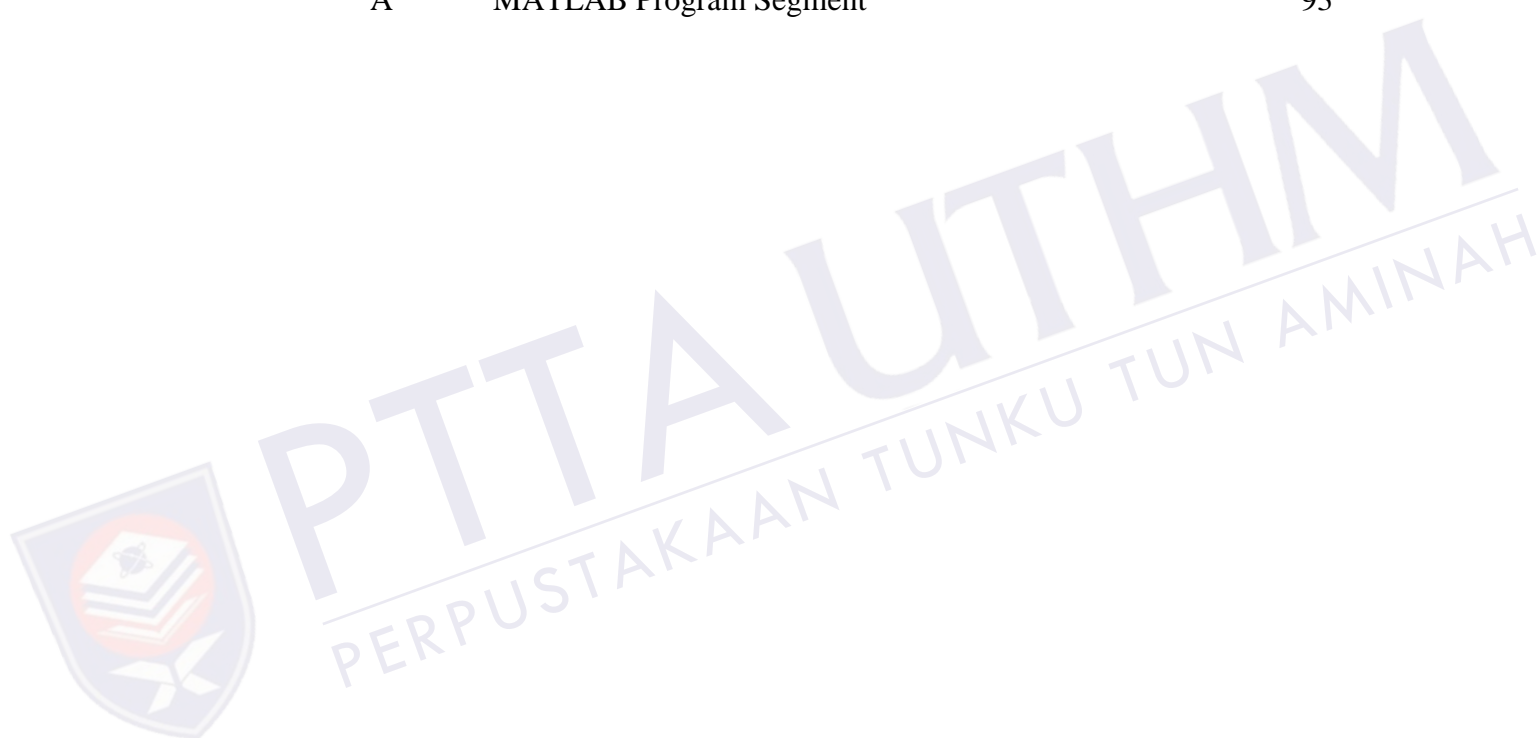 A MATLAB Program Segment 95
PTTA UTHM
PERPUSTAKAAN TUNKU TUN AMINAH